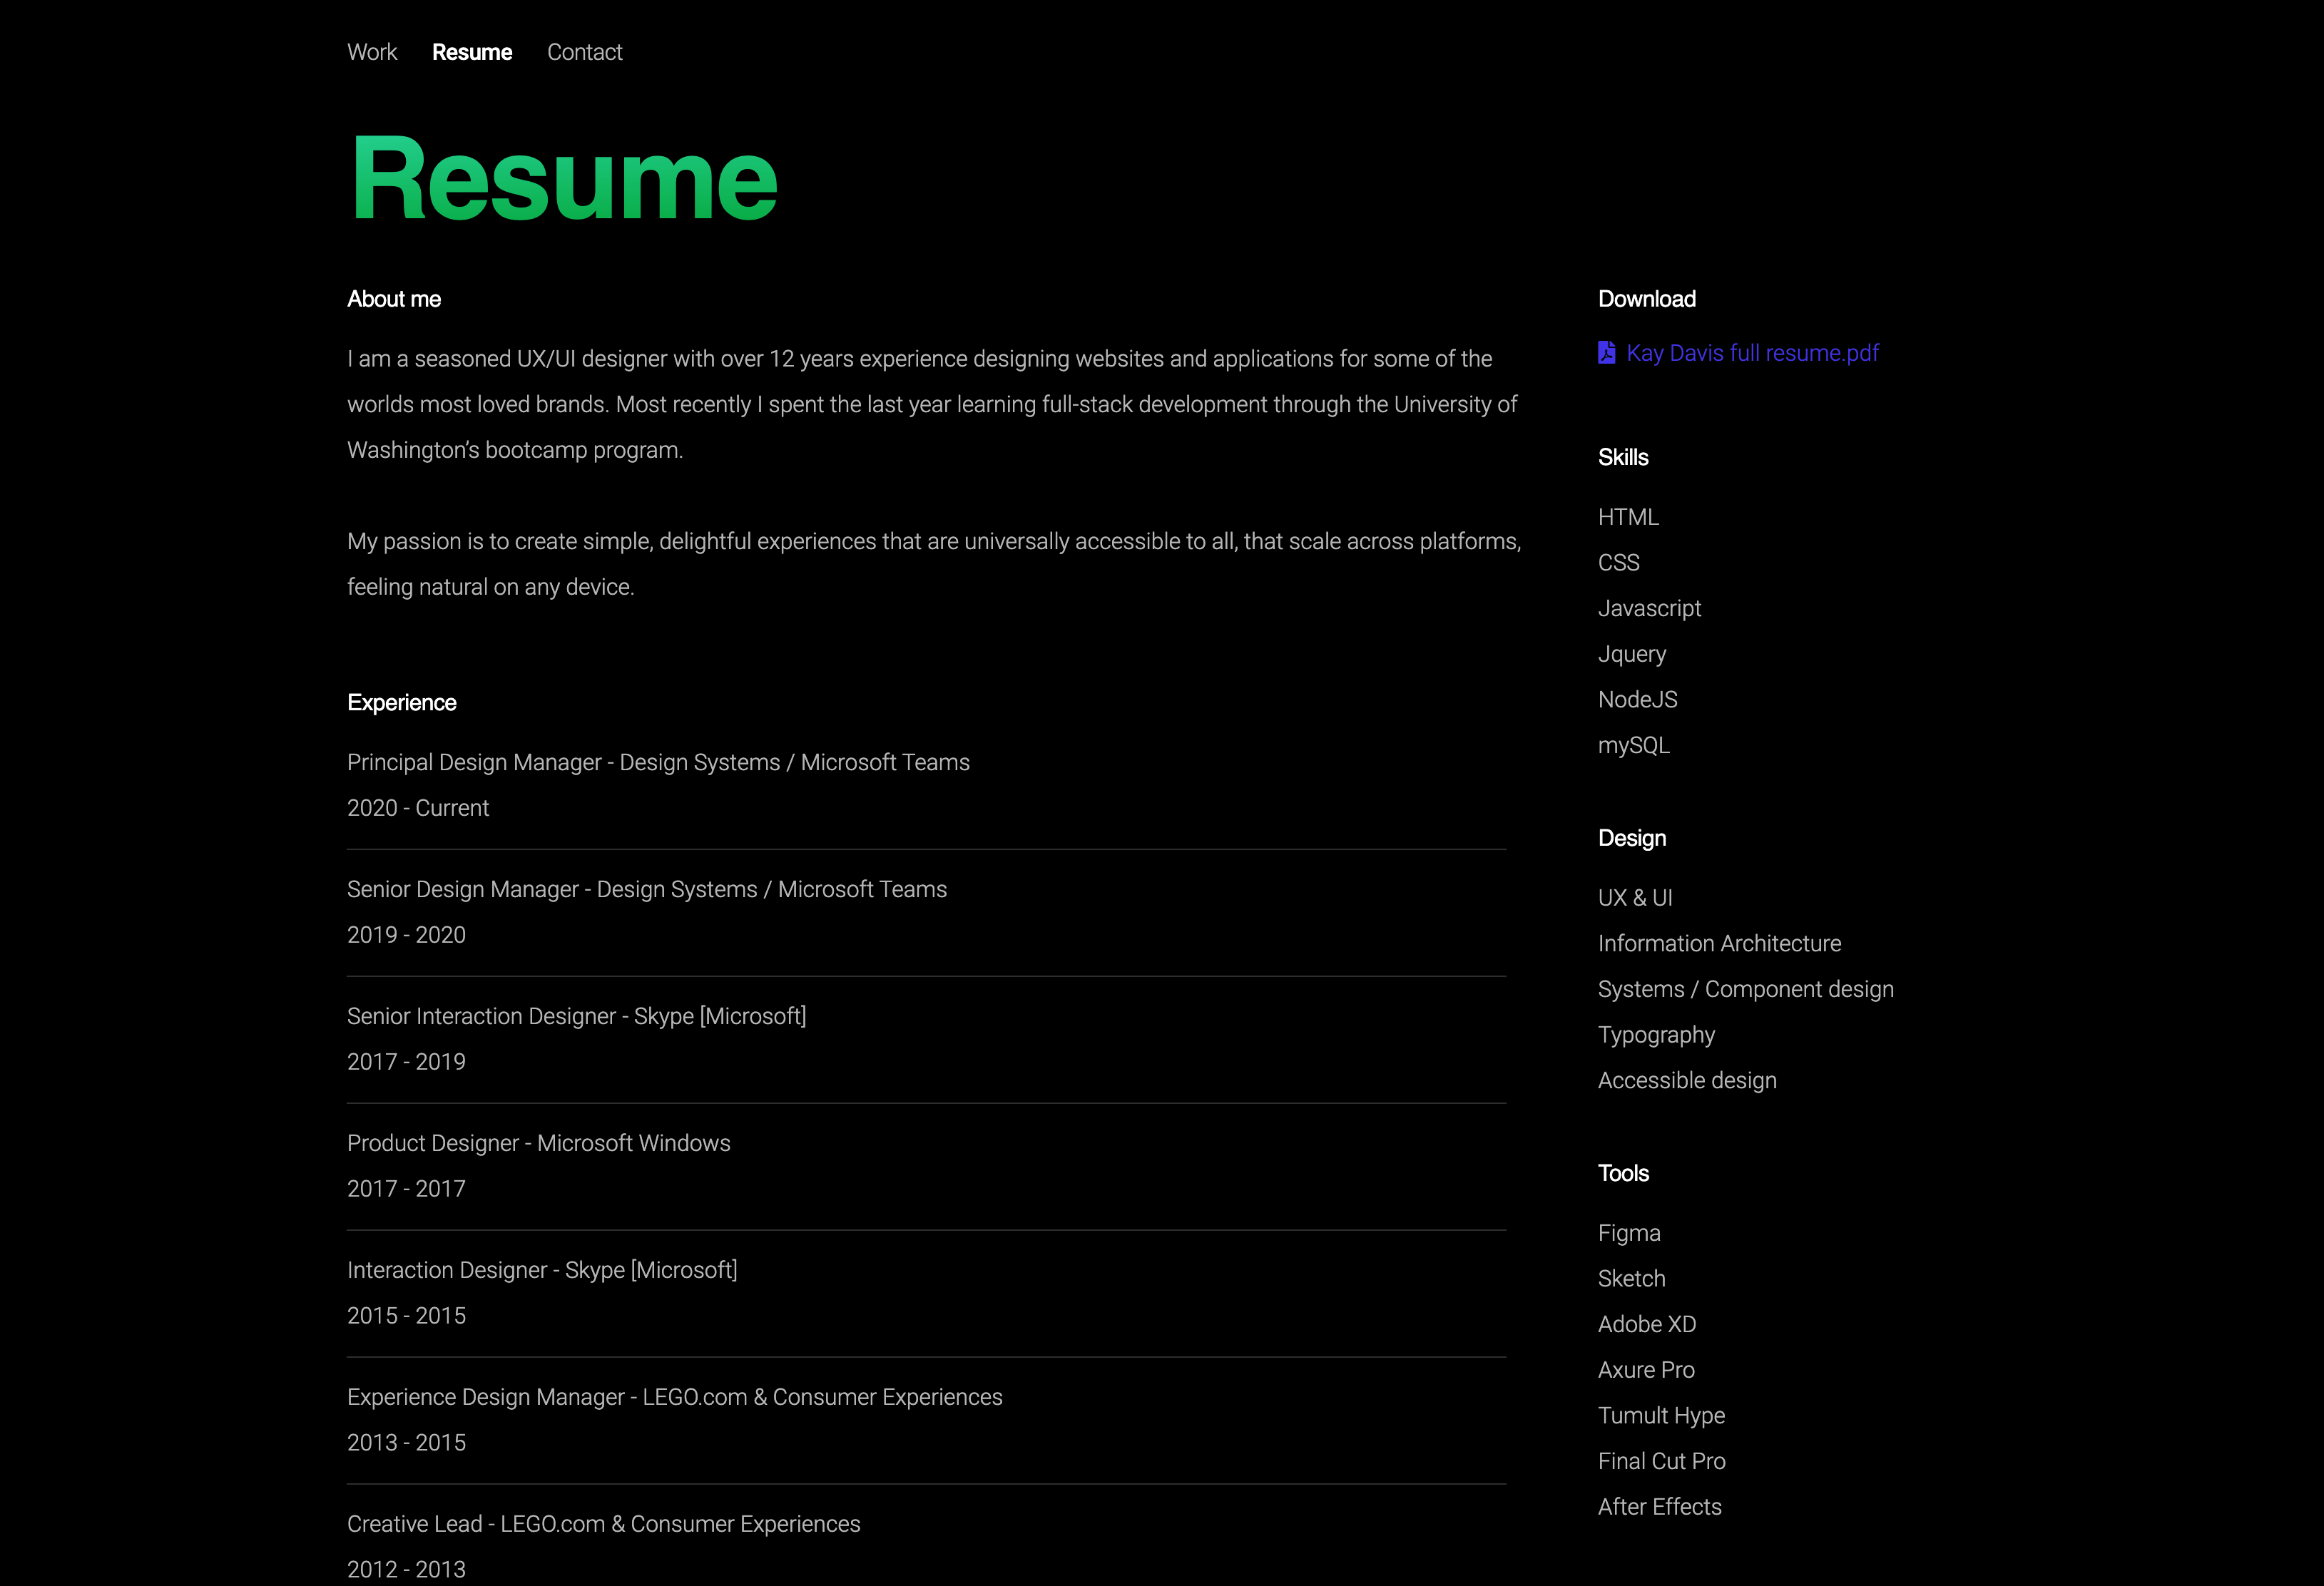 Work Resume Contact
Resume
About me
I am a seasoned UX/UI designer with over 12 years experience designing websites and applications for some of the
worlds most loved brands. Most recently I spent the last year learning full-stack development through the University of
Washington’s bootcamp program.
My passion is to create simple, delightful experiences that are universally accessible to all, that scale across platforms,
feeling natural on any device.
Experience
Principal Design Manager - Design Systems / Microsoft Teams
2020 - Current
Senior Design Manager - Design Systems / Microsoft Teams
2019 - 2020
Senior Interaction Designer - Skype [Microsoft]
2017 - 2019
Product Designer - Microsoft Windows
2017 - 2017
Interaction Designer - Skype [Microsoft]
2015 - 2015
Experience Design Manager - LEGO.com & Consumer Experiences
2013 - 2015
Creative Lead - LEGO.com & Consumer Experiences
2012 - 2013
Download
Kay Davis full resume.pdf
Skills
HTML
CSS
Javascript
Jquery
NodeJS
mySQL
Design
UX & UI
Information Architecture
Systems / Component design
Typography
Accessible design
Tools
Figma
Sketch
Adobe XD
Axure Pro
Tumult Hype
Final Cut Pro
After Effects